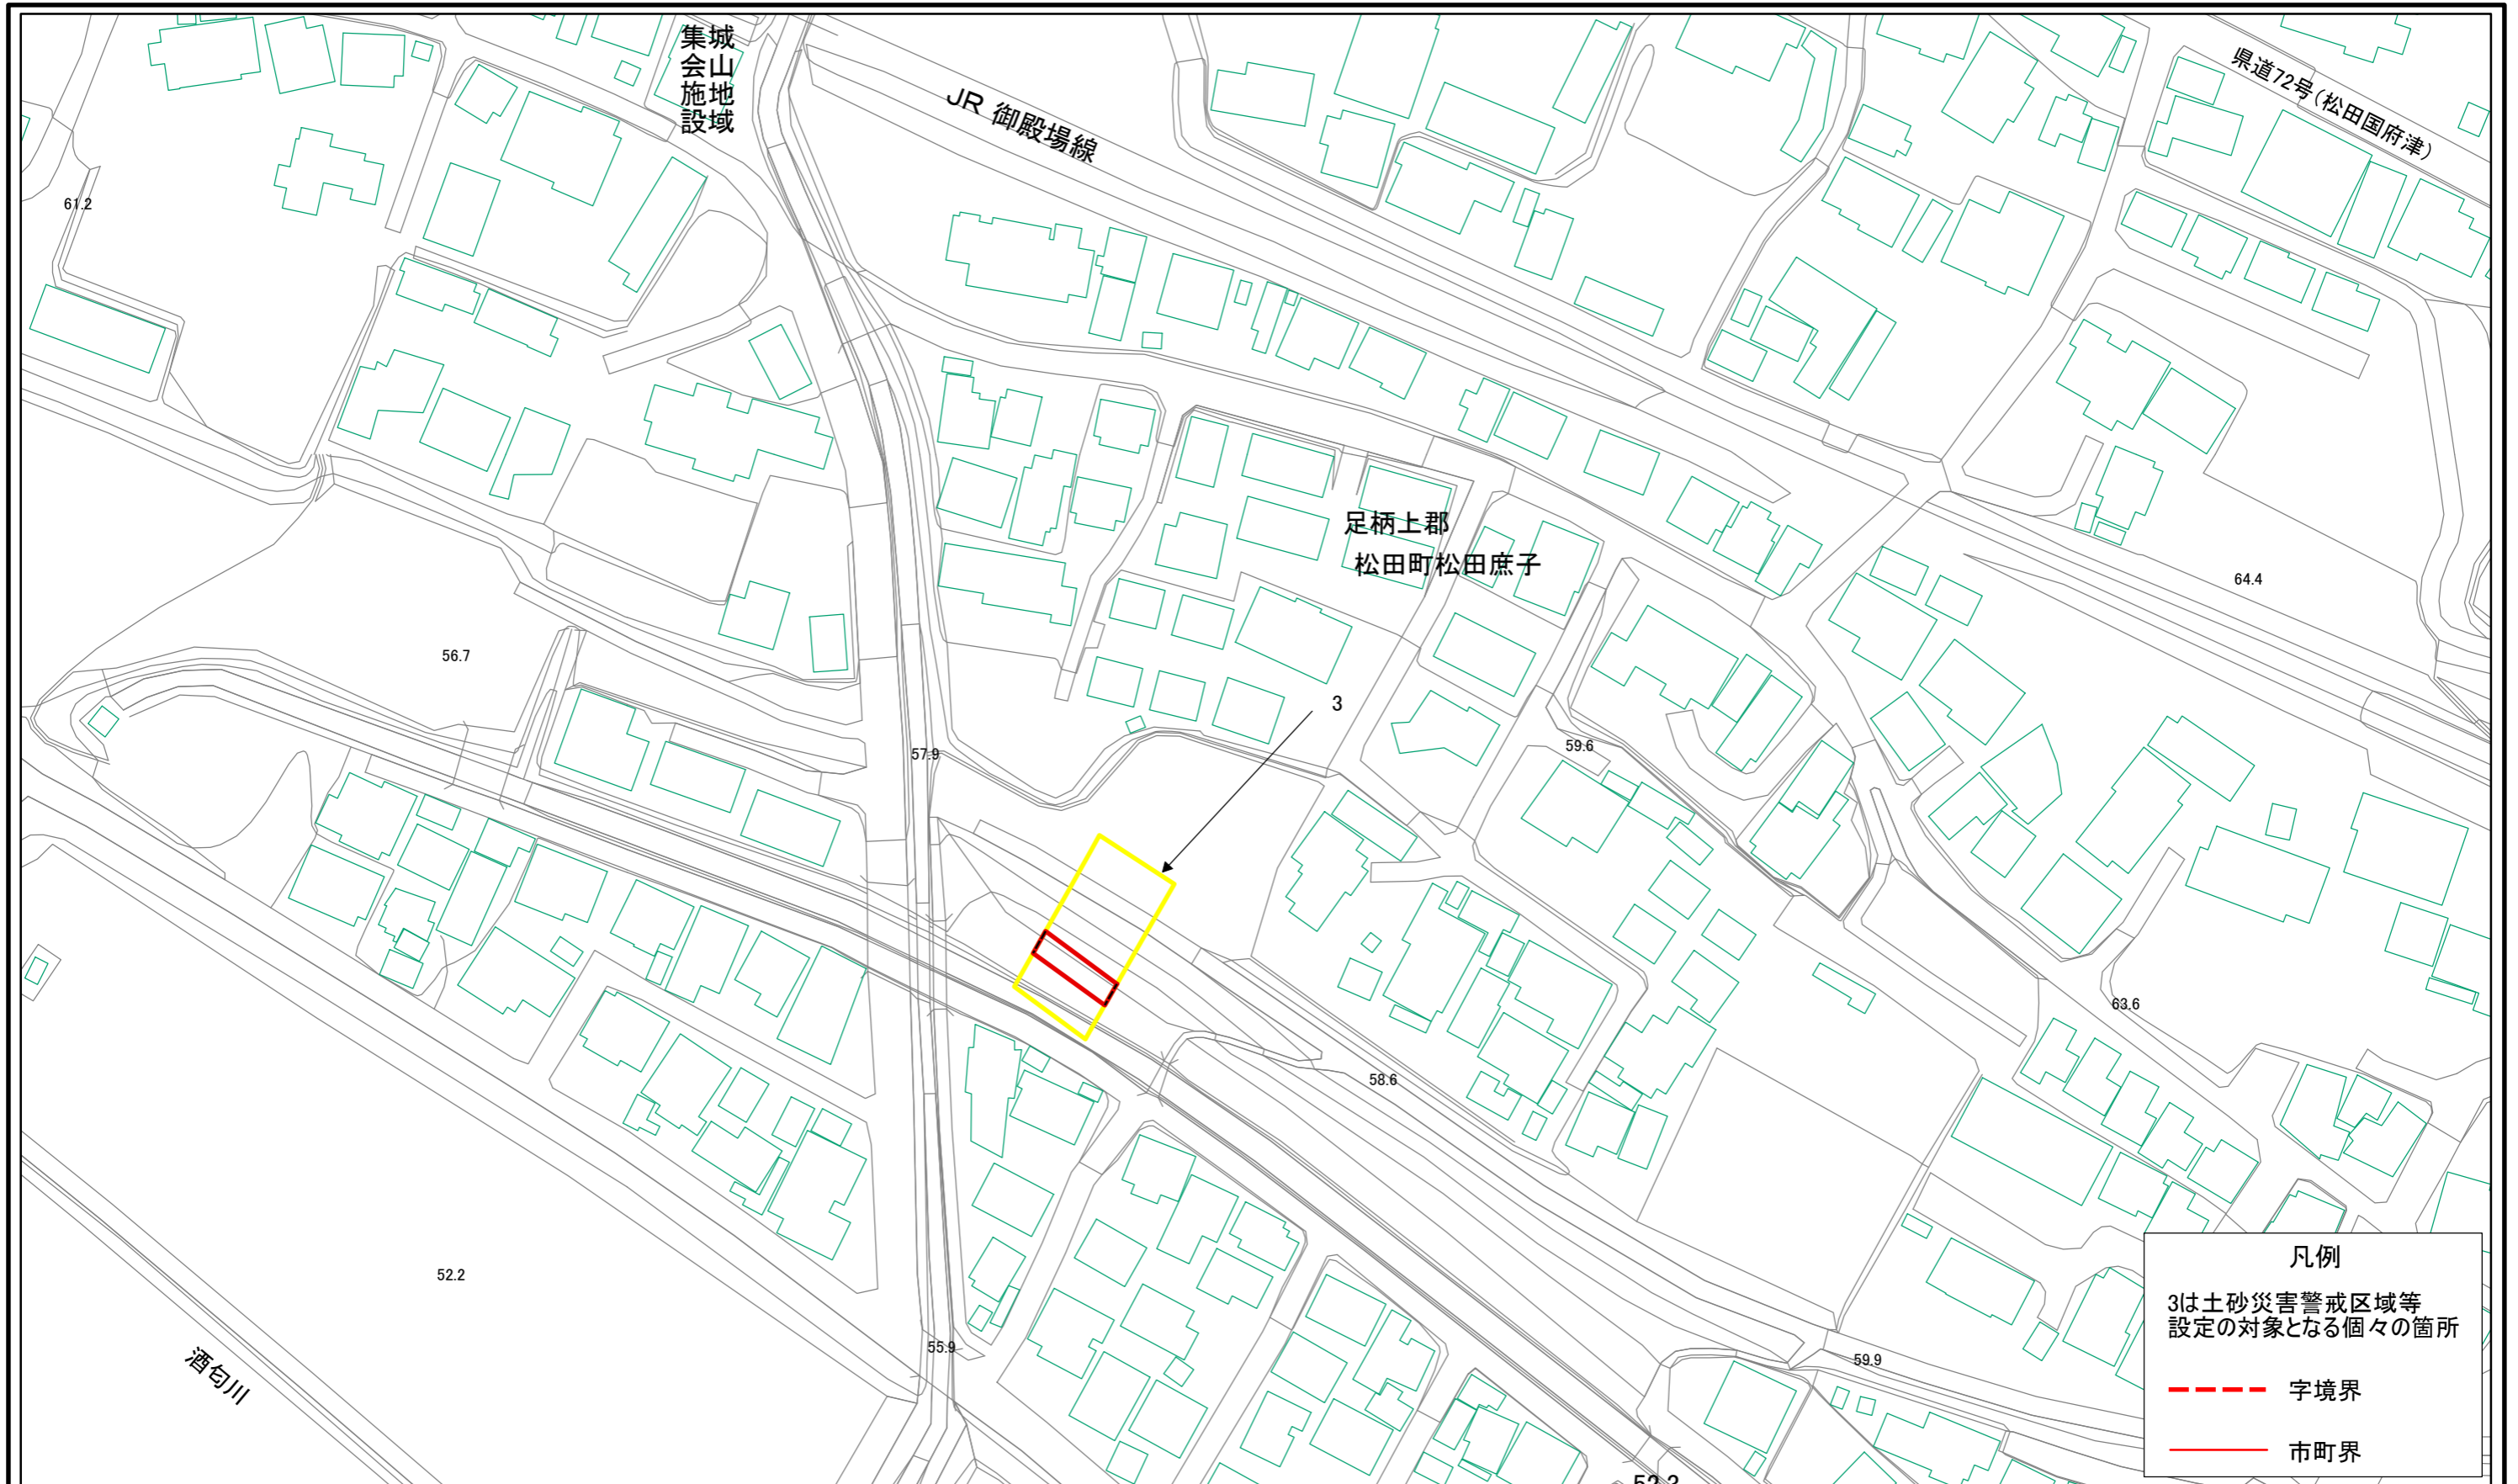 城山地域
集会施設
JR 御殿場線
県道72号(松田国府津)
61.2
足柄上郡
松田町松田庶子
64.4
56.7
3
57.9
59.6
63.6
58.6
52.2
55.9
59.9
酒匂川
52.3
凡例
3は土砂災害警戒区域等
設定の対象となる個々の箇所
字境界
市町界